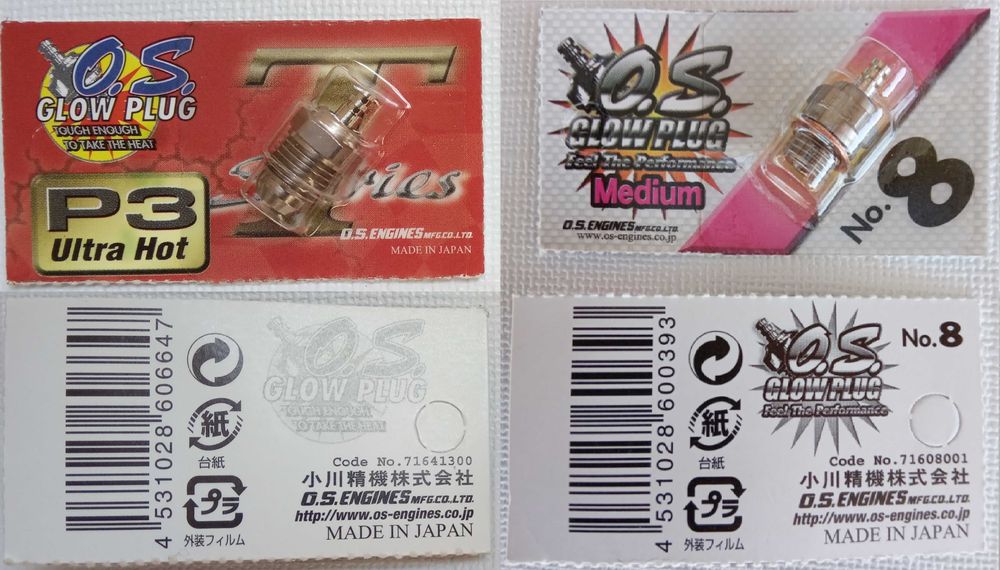 O.S.
GLOW PLUG
TOUGH ENOUGH
TO TAKE THE HEAT
T
Series
P3
Ultra Hot
O.S.ENGINES MFG.CO.LTD.
MADE IN JAPAN
O.S.
GLOW PLUG
Feel The Performance
Medium
No.8
O.S.ENGINES MFG.CO.LTD.
www.os-engines.co.jp
4 531028 606647
紙
台紙
プラ
外装フィルム
O.S.
GLOW PLUG
TOUGH ENOUGH
TO TAKE THE HEAT
Code No.71641300
小川精機株式会社
O.S.ENGINES MFG.CO.,LTD.
http://www.os-engines.co.jp
MADE IN JAPAN
4 531028 600393
紙
台紙
プラ
外装フィルム
O.S.
GLOW PLUG
Feel The Performance
No.8
Code No.71608001
小川精機株式会社
O.S.ENGINES MFG.CO.,LTD.
http://www.os-engines.co.jp
MADE IN JAPAN